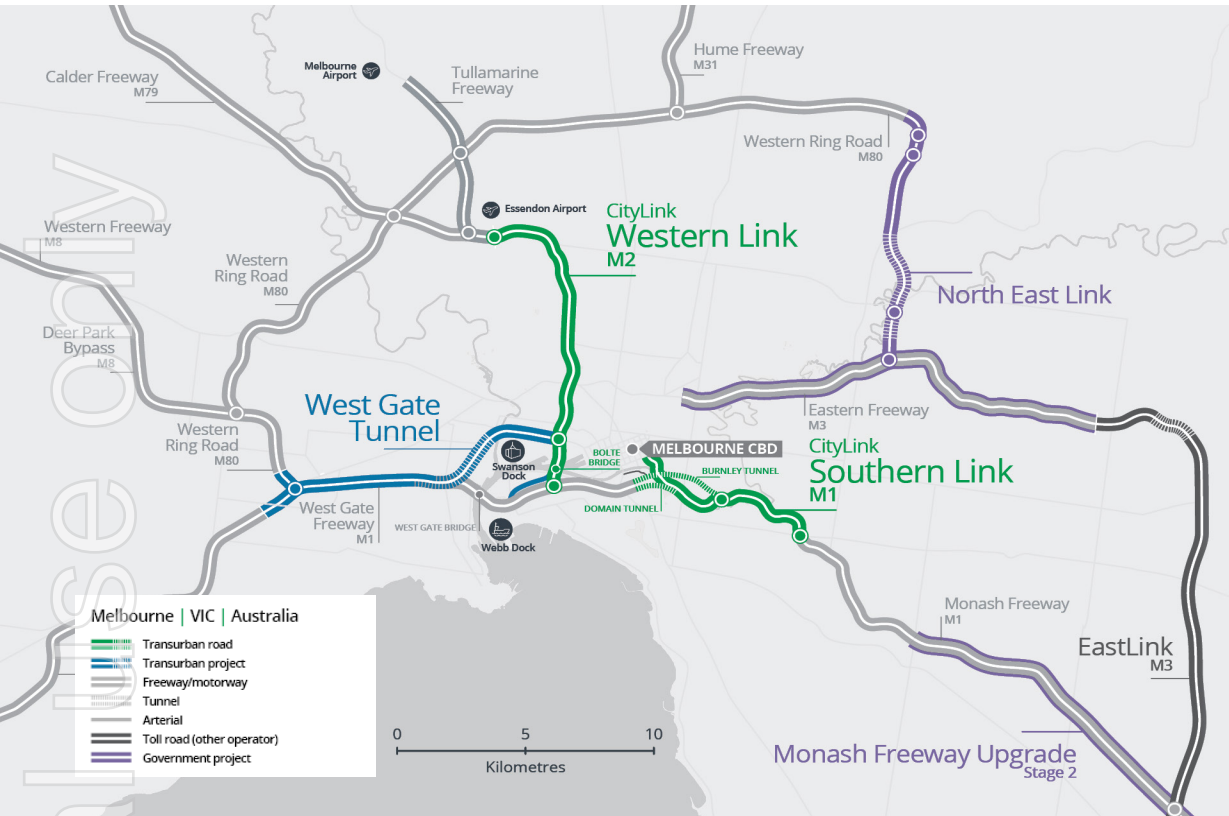 Hume Freeway
M31
Calder Freeway
M79
Melbourne
Airport
Tullamarine
Freeway
Western Ring Road
M80
Essendon Airport
CityLink
Western Link
M2
Western Freeway
M8
Western
Ring Road
M80
North East Link
Deer Park
Bypass
M8
West Gate
Tunnel
Eastern Freeway
M3
Western
Ring Road
M80
Swanson
Dock
BOLTE
BRIDGE
MELBOURNE CBD
CityLink
Southern Link
M1
BURNLEY TUNNEL
DOMAIN TUNNEL
West Gate
Freeway
M1
WEST GATE BRIDGE
Webb Dock
Monash Freeway
M1
EastLink
M3
Monash Freeway Upgrade
Stage 2
Melbourne | VIC | Australia
Transurban road
Transurban project
Freeway/motorway
Tunnel
Arterial
Toll road (other operator)
Government project
0 5 10
Kilometres
al use only